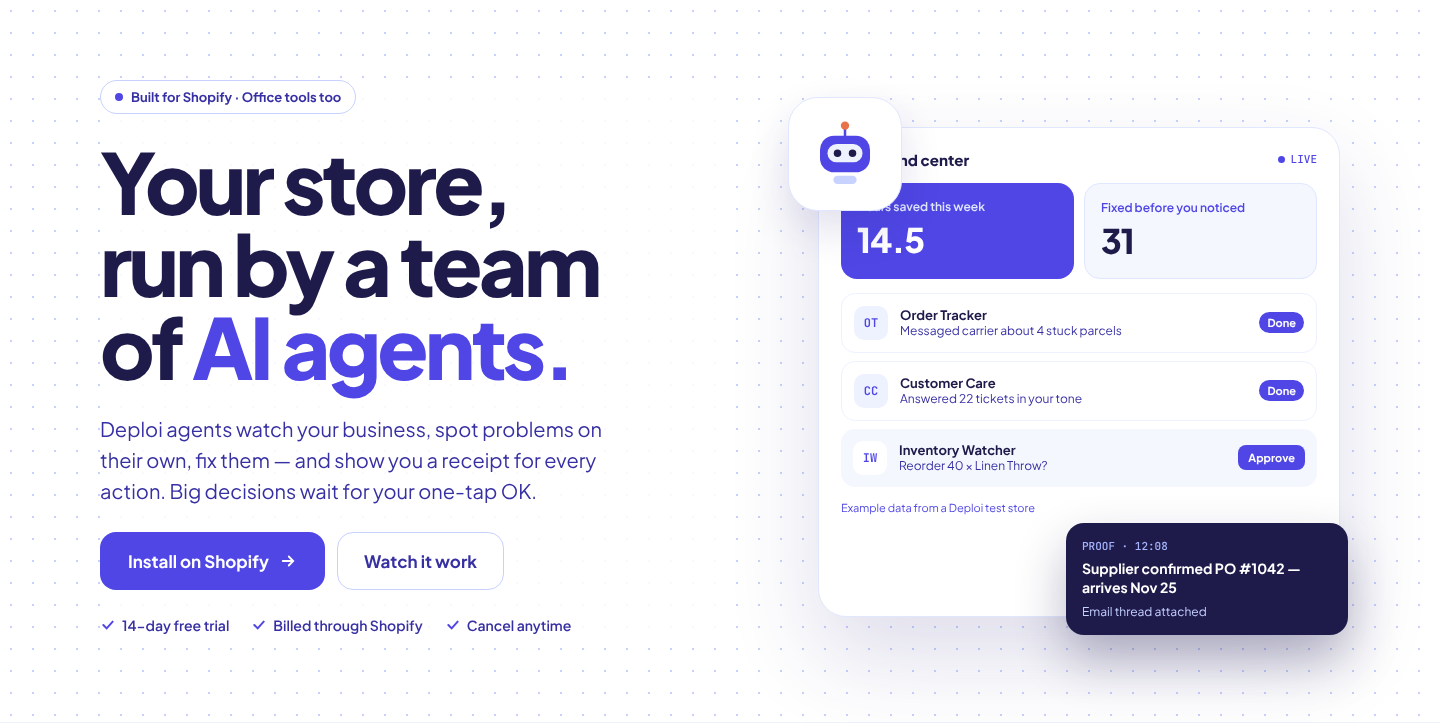 Built for Shopify · Office tools too
Your store,
run by a team
of AI agents.
Deploi agents watch your business, spot problems on
their own, fix them — and show you a receipt for every
action. Big decisions wait for your one-tap OK.
Install on Shopify →
Watch it work
14-day free trial
Billed through Shopify
Cancel anytime
center
LIVE
saved this week
14.5
Fixed before you noticed
31
OT
Order Tracker
Messaged carrier about 4 stuck parcels
Done
CC
Customer Care
Answered 22 tickets in your tone
Done
IW
Inventory Watcher
Reorder 40 × Linen Throw?
Approve
Example data from a Deploi test store
PROOF · 12:08
Supplier confirmed PO #1042 —
arrives Nov 25
Email thread attached